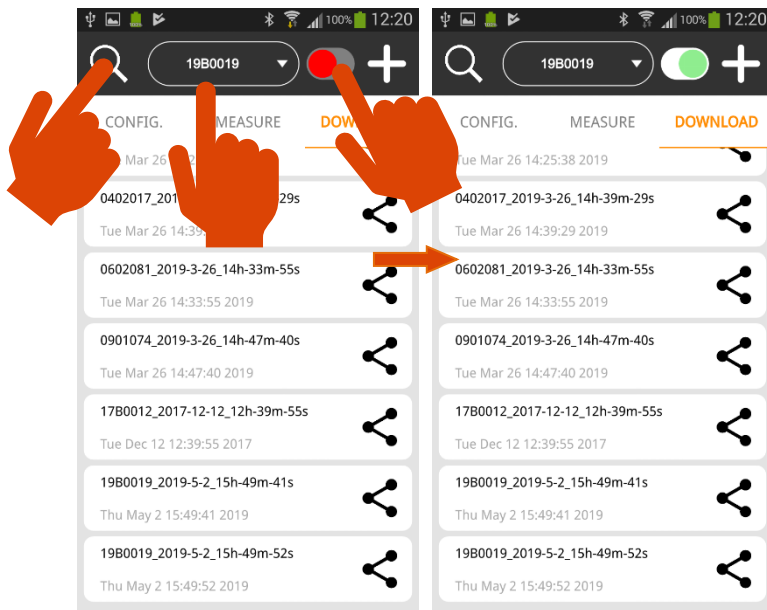 100% 12:20
19B0019
CONFIG. MEASURE
Mar 26
0402017_201 29s
Tue Mar 26 14:39:
0602081_2019-3-26_14h-33m-55s
Tue Mar 26 14:33:55 2019
0901074_2019-3-26_14h-47m-40s
Tue Mar 26 14:47:40 2019
17B0012_2017-12-12_12h-39m-55s
Tue Dec 12 12:39:55 2017
19B0019_2019-5-2_15h-49m-41s
Thu May 2 15:49:41 2019
19B0019_2019-5-2_15h-49m-52s
Thu May 2 15:49:52 2019
100% 12:20
19B0019
CONFIG. MEASURE DOWNLOAD
Tue Mar 26 14:25:38 2019
0402017_2019-3-26_14h-39m-29s
Tue Mar 26 14:39:29 2019
0602081_2019-3-26_14h-33m-55s
Tue Mar 26 14:33:55 2019
0901074_2019-3-26_14h-47m-40s
Tue Mar 26 14:47:40 2019
17B0012_2017-12-12_12h-39m-55s
Tue Dec 12 12:39:55 2017
19B0019_2019-5-2_15h-49m-41s
Thu May 2 15:49:41 2019
19B0019_2019-5-2_15h-49m-52s
Thu May 2 15:49:52 2019